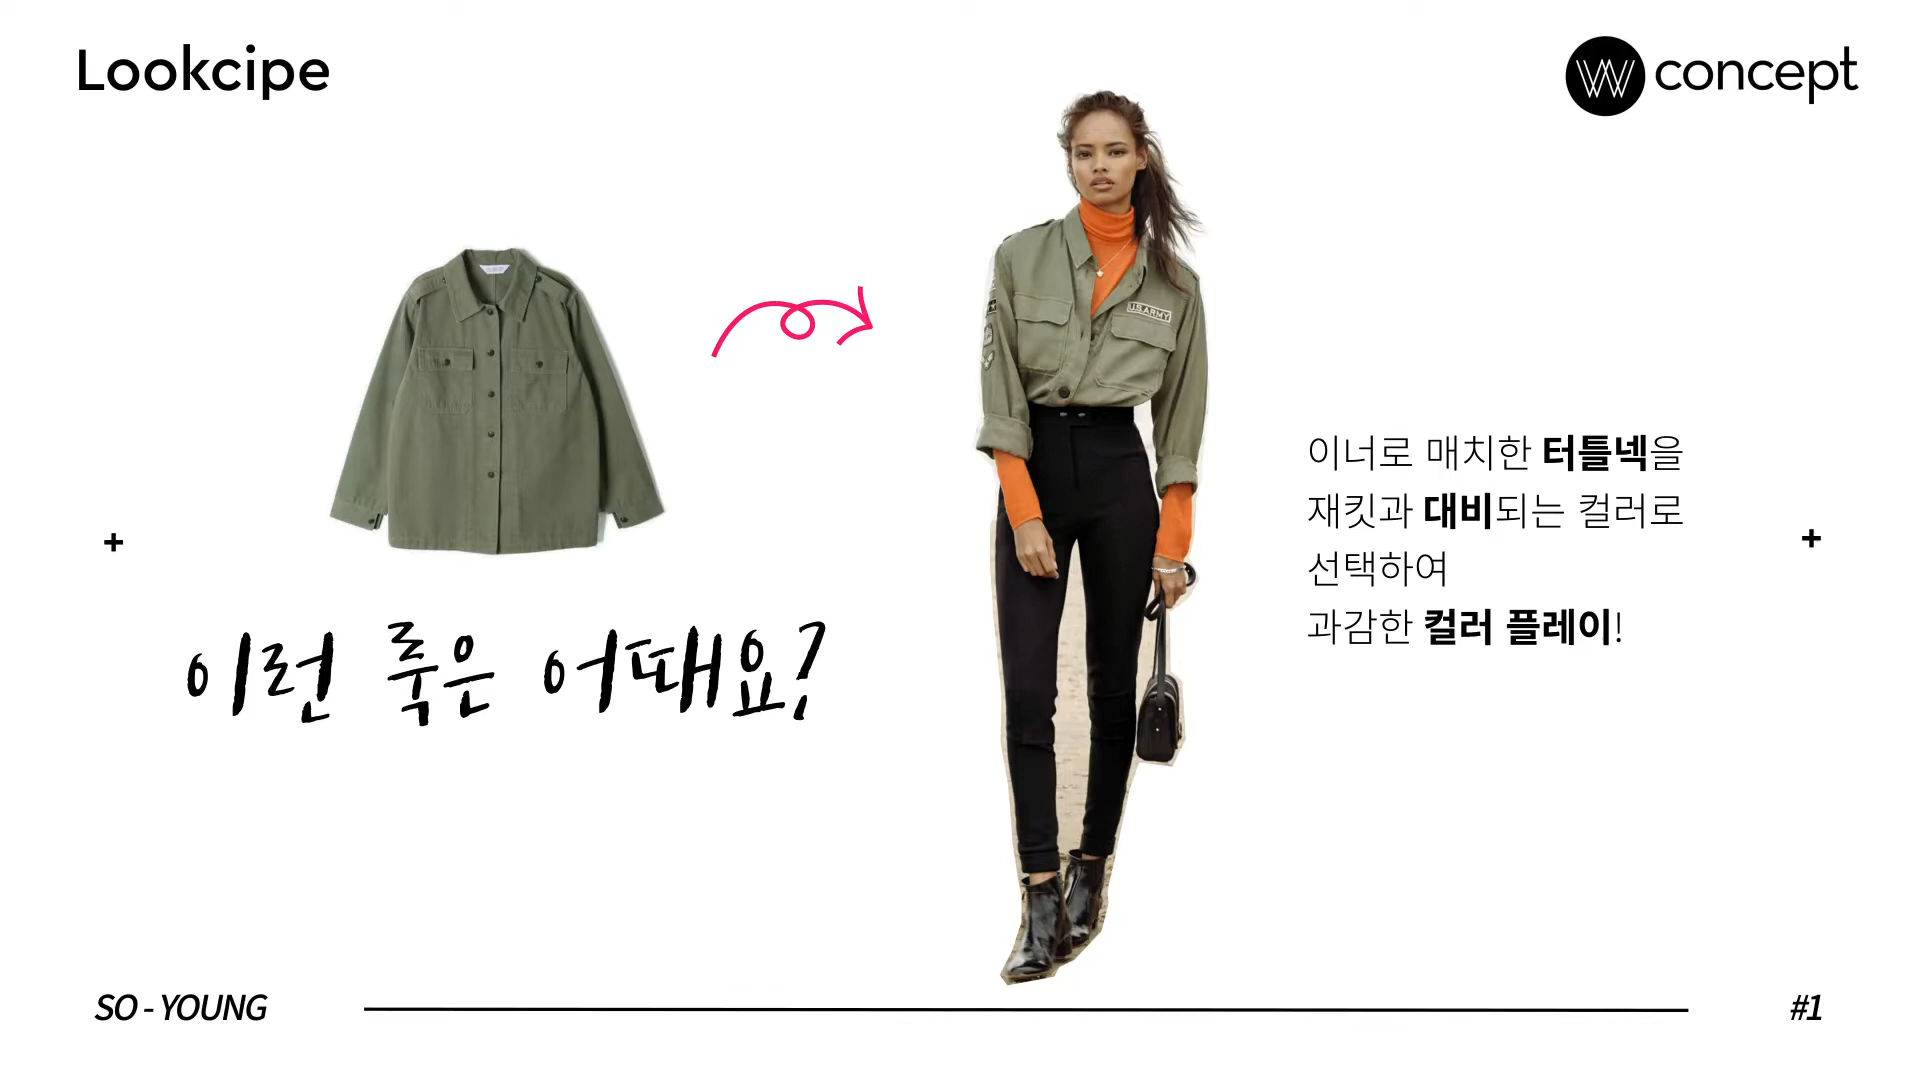 Lookcipe
W concept
U.S.ARMY
이너로 매치한 터틀넥을
재킷과 대비되는 컬러로
선택하여
과감한 컬러 플레이!
+
+
이런 룩은 어때요?
SO - YOUNG
#1